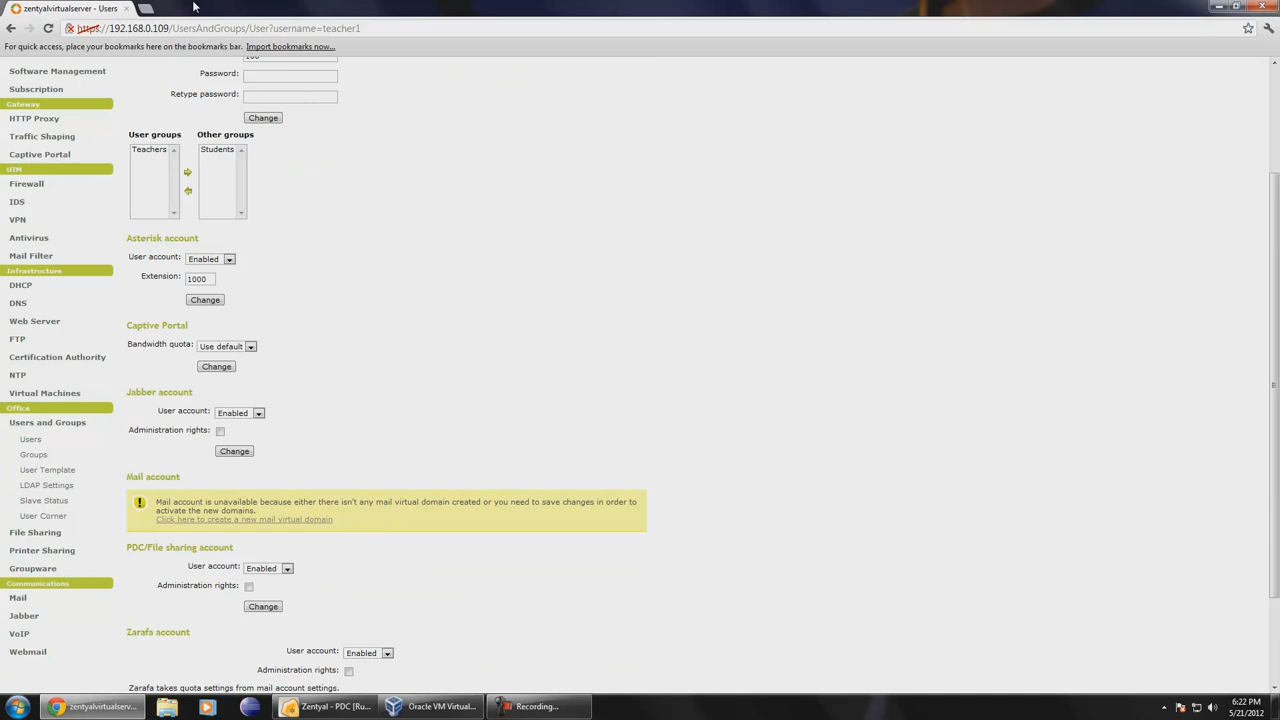 zentyalvirtualserver - Users
https://192.168.0.109/UsersAndGroups/User?username=teacher1
For quick access, place your bookmarks here on the bookmarks bar. Import bookmarks now...
Software Management
Subscription
Gateway
HTTP Proxy
Traffic Shaping
Captive Portal
UTM
Firewall
IDS
VPN
Antivirus
Mail Filter
Infrastructure
DHCP
DNS
Web Server
FTP
Certification Authority
NTP
Virtual Machines
Office
Users and Groups
Users
Groups
User Template
LDAP Settings
Slave Status
User Corner
File Sharing
Printer Sharing
Groupware
Communications
Mail
Jabber
VoIP
Webmail
Password:
Retype password:
Change
User groups Other groups
Teachers Students
Asterisk account
User account: Enabled
Extension: 1000
Change
Captive Portal
Bandwidth quota: Use default
Change
Jabber account
User account: Enabled
Administration rights:
Change
Mail account
Mail account is unavailable because either there isn't any mail virtual domain created or you need to save changes in order to
activate the new domains.
Click here to create a new mail virtual domain
PDC/File sharing account
User account: Enabled
Administration rights:
Change
Zarafa account
User account: Enabled
Administration rights:
Zarafa takes quota settings from mail account settings.
zentyalvirtualserv...
Zentyal - PDC [Ru...
Oracle VM Virtual...
Recording...
6:22 PM
5/21/2012